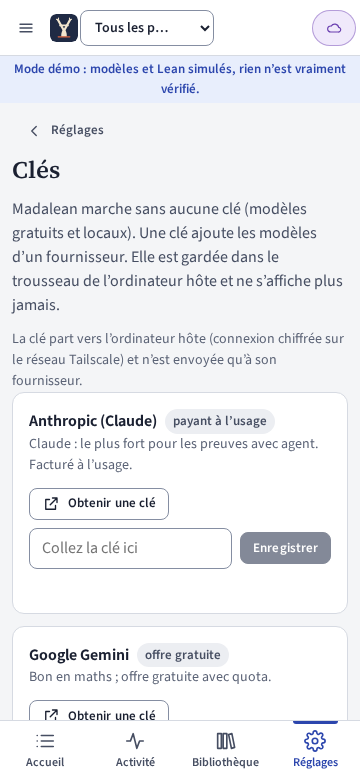 Tous les p…
Mode démo : modèles et Lean simulés, rien n’est vraiment
vérifié.
Réglages
Clés
Madalean marche sans aucune clé (modèles
gratuits et locaux). Une clé ajoute les modèles
d’un fournisseur. Elle est gardée dans le
trousseau de l’ordinateur hôte et ne s’affiche plus
jamais.
La clé part vers l’ordinateur hôte (connexion chiffrée sur
le réseau Tailscale) et n’est envoyée qu’à son
fournisseur.
Anthropic (Claude) payant à l’usage
Claude : le plus fort pour les preuves avec agent.
Facturé à l’usage.
Obtenir une clé
Collez la clé ici Enregistrer
Google Gemini offre gratuite
Bon en maths ; offre gratuite avec quota.
Obtenir une clé
Accueil Activité Bibliothèque Réglages